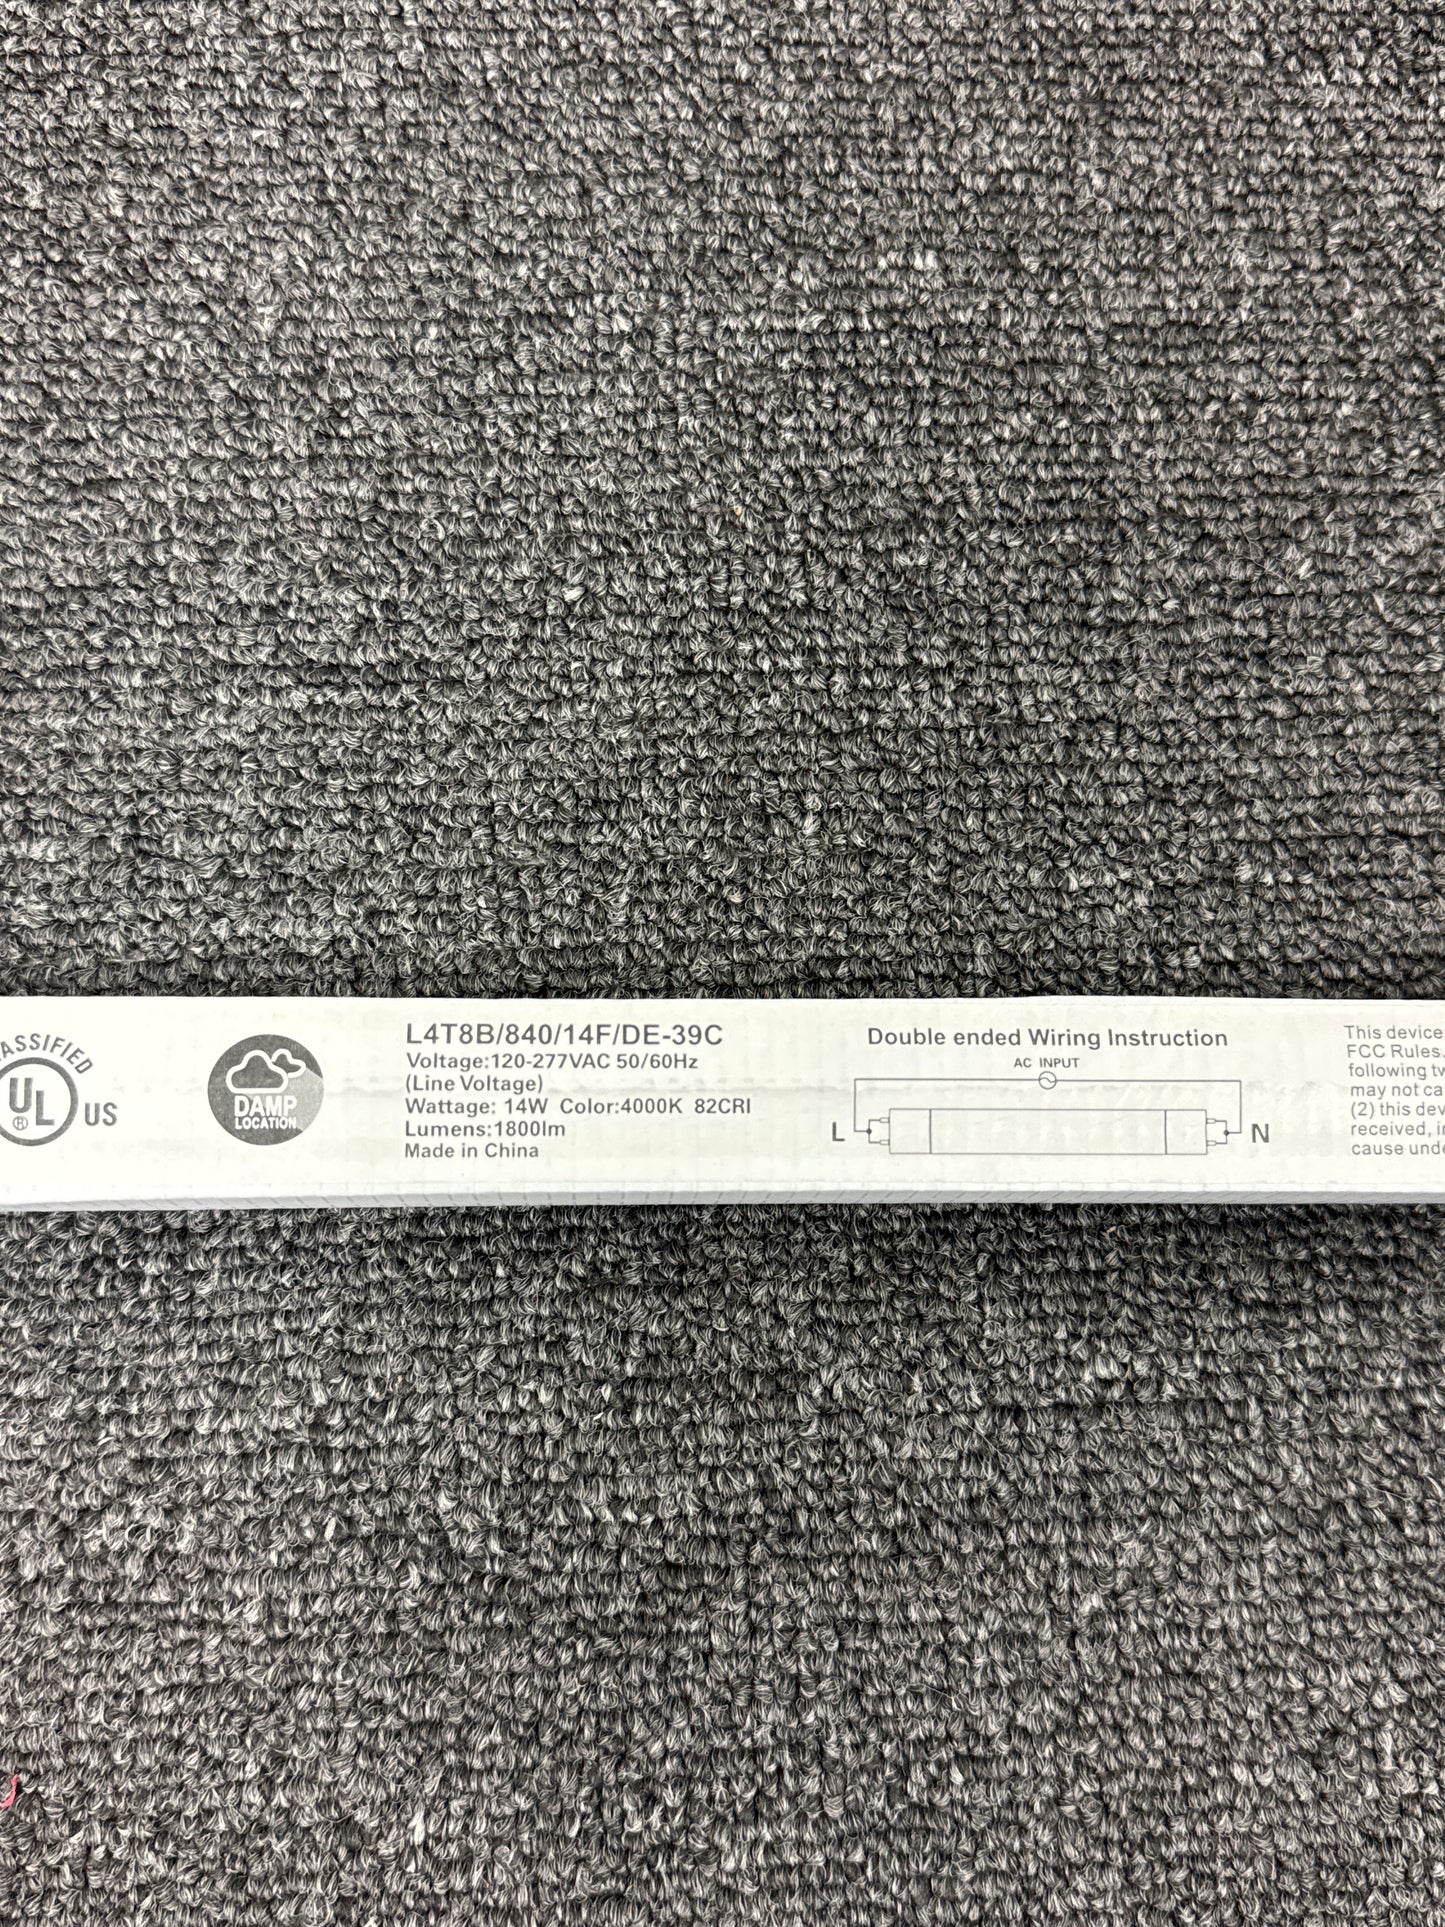 ASSIFIED
UL
®
US
DAMP
LOCATION
L4T8B/840/14F/DE-39C
Voltage:120-277VAC 50/60Hz
(Line Voltage)
Wattage: 14W Color:4000K 82CRI
Lumens:1800lm
Made in China
Double ended Wiring Instruction
AC INPUT
L
N
This device
FCC Rules.
following tw
may not ca
(2) this dev
received, in
cause unde